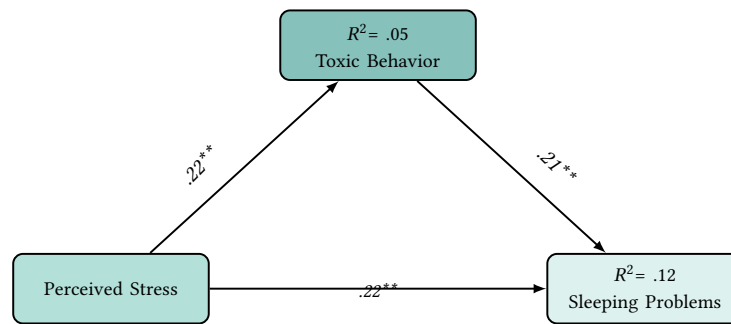 R² = .05
Toxic Behavior
.22**
.21**
Perceived Stress
.22**
R² = .12
Sleeping Problems